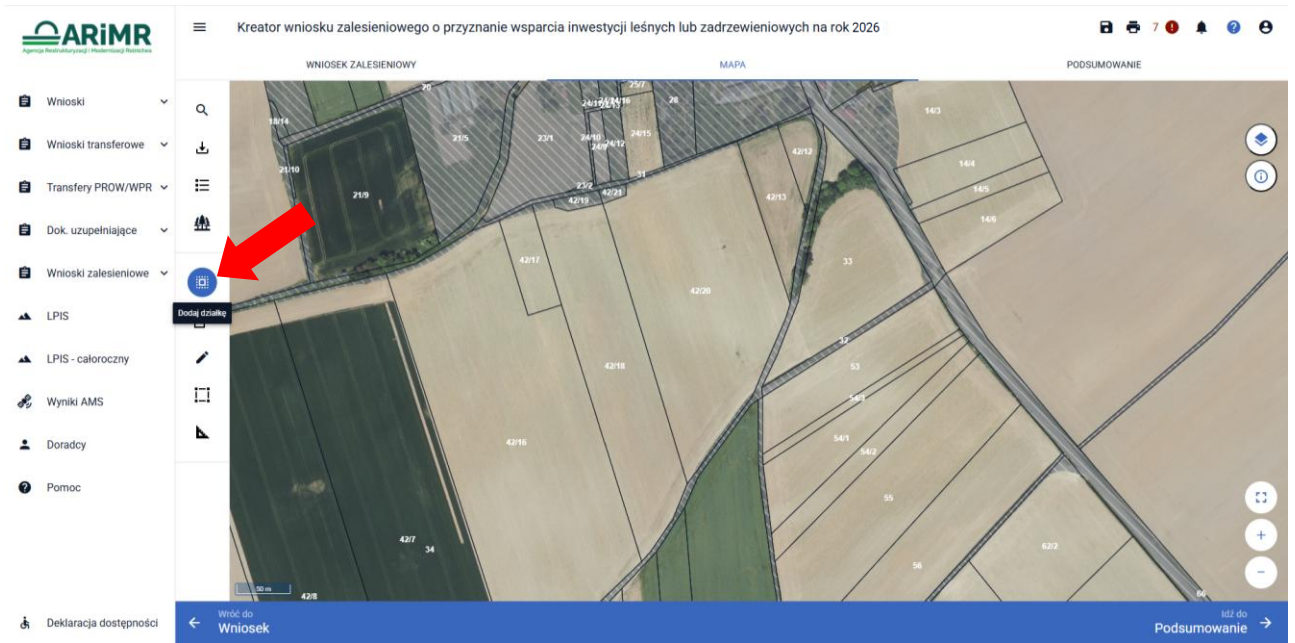 ARiMR
Agencja Restrukturyzacji i Modernizacji Rolnictwa
Kreator wniosku zalesieniowego o przyznanie wsparcia inwestycji leśnych lub zadrzewieniowych na rok 2026
7
WNIOSEK ZALESIENIOWY
MAPA
PODSUMOWANIE
Wnioski
Wnioski transferowe
Transfery PROW/WPR
Dok. uzupełniające
Wnioski zalesieniowe
LPIS
LPIS - całoroczny
Wyniki AMS
Doradcy
Pomoc
Deklaracja dostępności
Dodaj działkę
20
25/7
28
18/14
21/5
23/1
24/10
24/12
24/15
14/3
42/12
14/4
21/10
31
14/5
21/9
23/2
42/21
42/19
42/13
14/6
42/17
33
42/20
32
42/18
53
54/3
42/16
54/1
54/2
55
42/7
34
62/2
56
50 m
42/8
66
Wróć do
Wniosek
Idź do
Podsumowanie